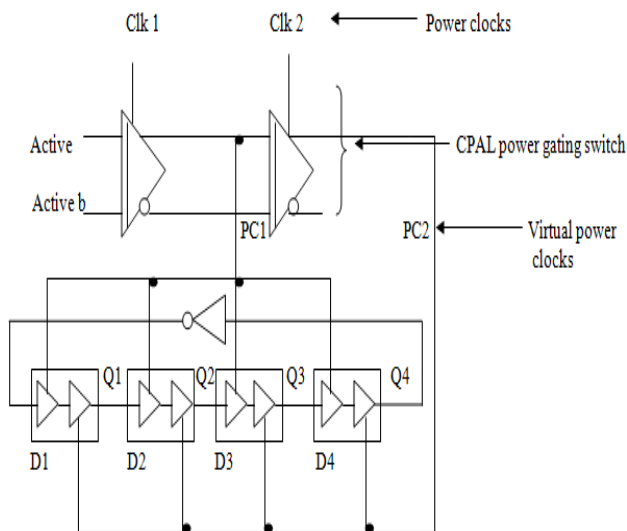 Clk 1
Clk 2
Power clocks
Active
CPAL power gating switch
Active b
PC1
PC2
Virtual power
clocks
Q1
Q2
Q3
Q4
D1
D2
D3
D4